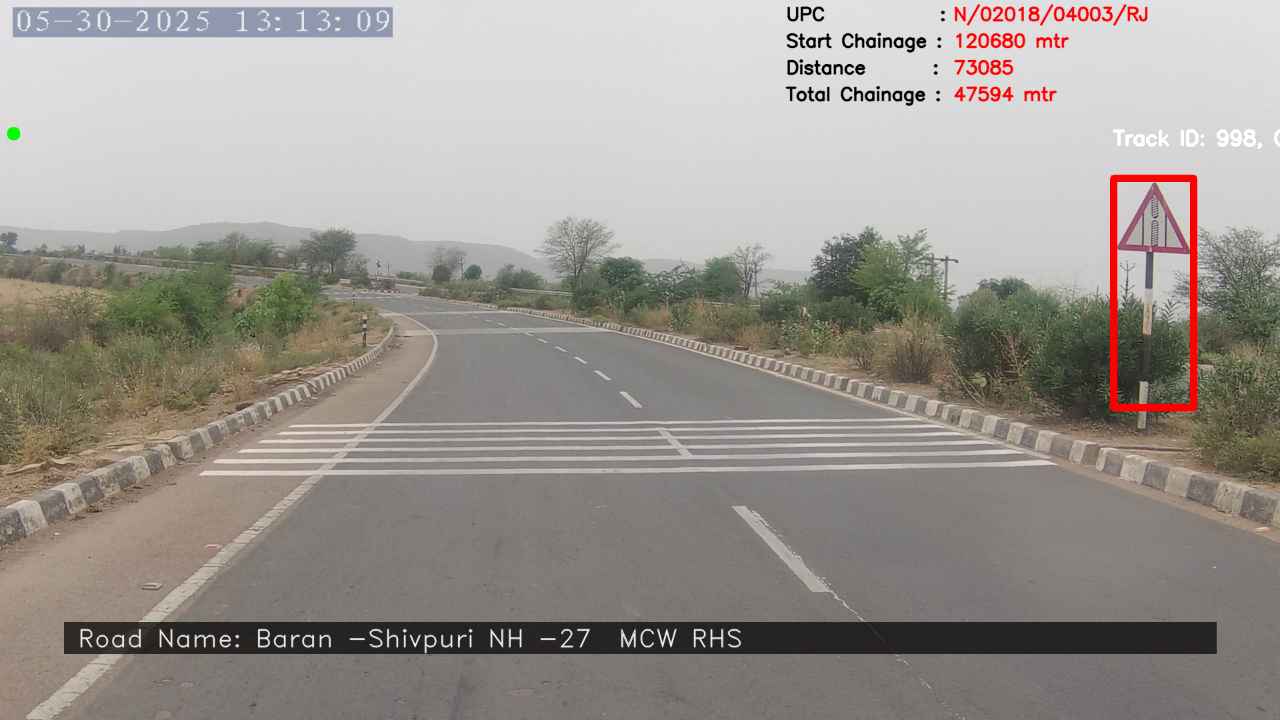 05-30-2025 13:13:09
UPC : N/02018/04003/RJ
Start Chainage : 120680 mtr
Distance : 73085
Total Chainage : 47594 mtr
Track ID: 998,
Road Name: Baran -Shivpuri NH -27 MCW RHS